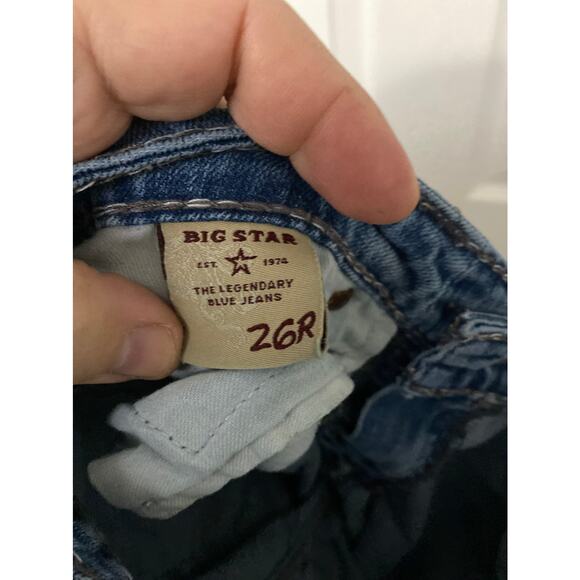 BIG STAR
EST. 1974
THE LEGENDARY
BLUE JEANS
26R